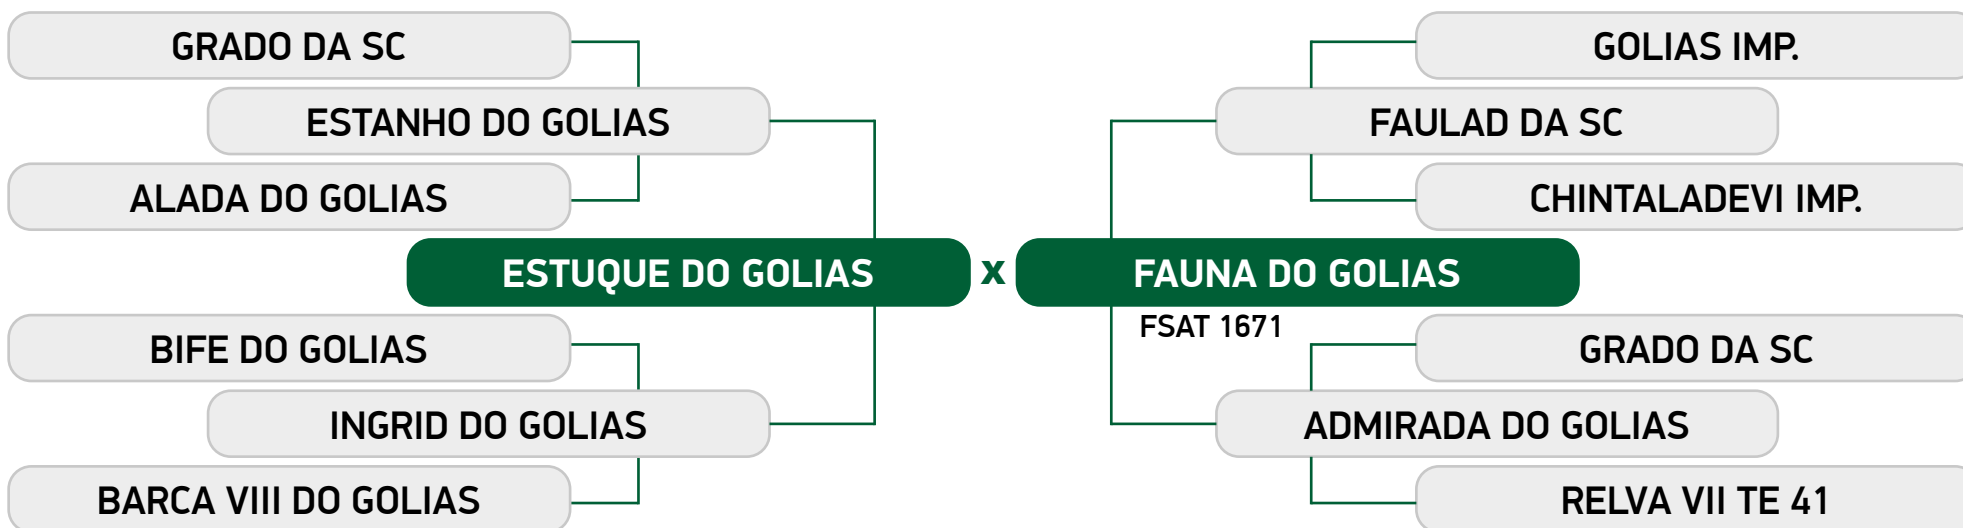 GRADO DA SC
GOLIAS IMP.
ESTANHO DO GOLIAS
FAULAD DA SC
ALADA DO GOLIAS
CHINTALADEVI IMP.
ESTUQUE DO GOLIAS x FAUNA DO GOLIAS
FSAT 1671
BIFE DO GOLIAS
GRADO DA SC
INGRID DO GOLIAS
ADMIRADA DO GOLIAS
BARCA VIII DO GOLIAS
RELVA VII TE 41